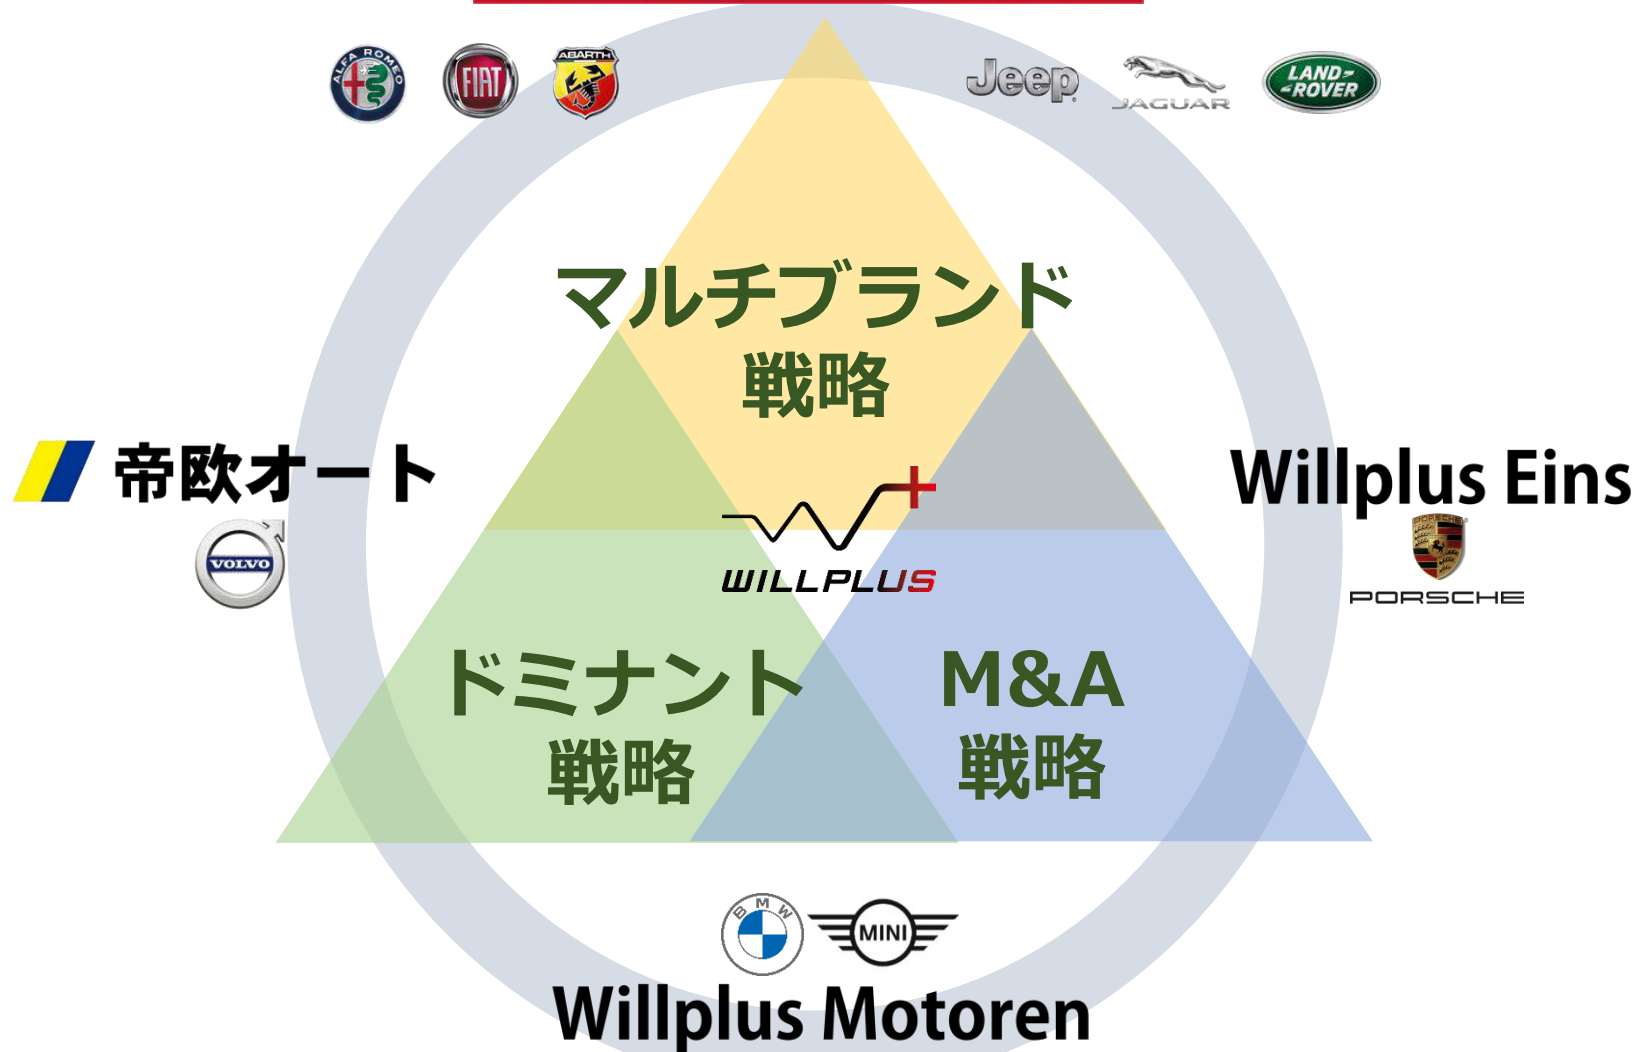 ALFA ROMEO
FIAT
ABARTH
Jeep
JAGUAR
LAND-
-ROVER
マルチブランド
戦略
帝欧オート
VOLVO
WILLPLUS
Willplus Eins
PORSCHE
PORSCHE
ドミナント
戦略
M&A
戦略
BMW
MINI
Willplus Motoren